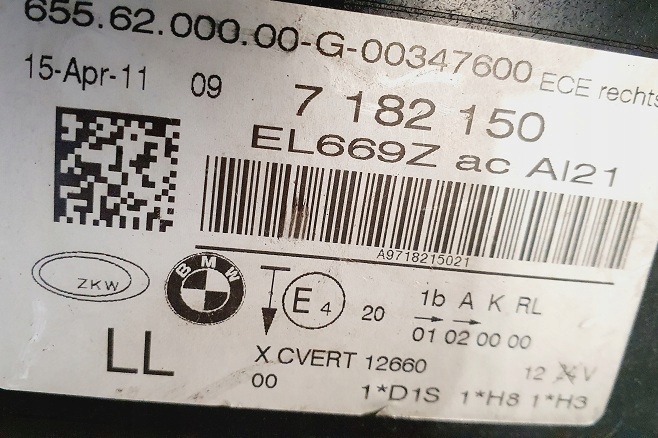 655.62.000.00-G-00347600 ECE rechts
15-Apr-11 09 7 182 150
EL669Z ac AI21
A9718215021
ZKW BMW E4 20 1b A K RL
01 02 00 00
LL X.CVERT 12660 12 24 V
00 1*D1S 1*H8 1*H3